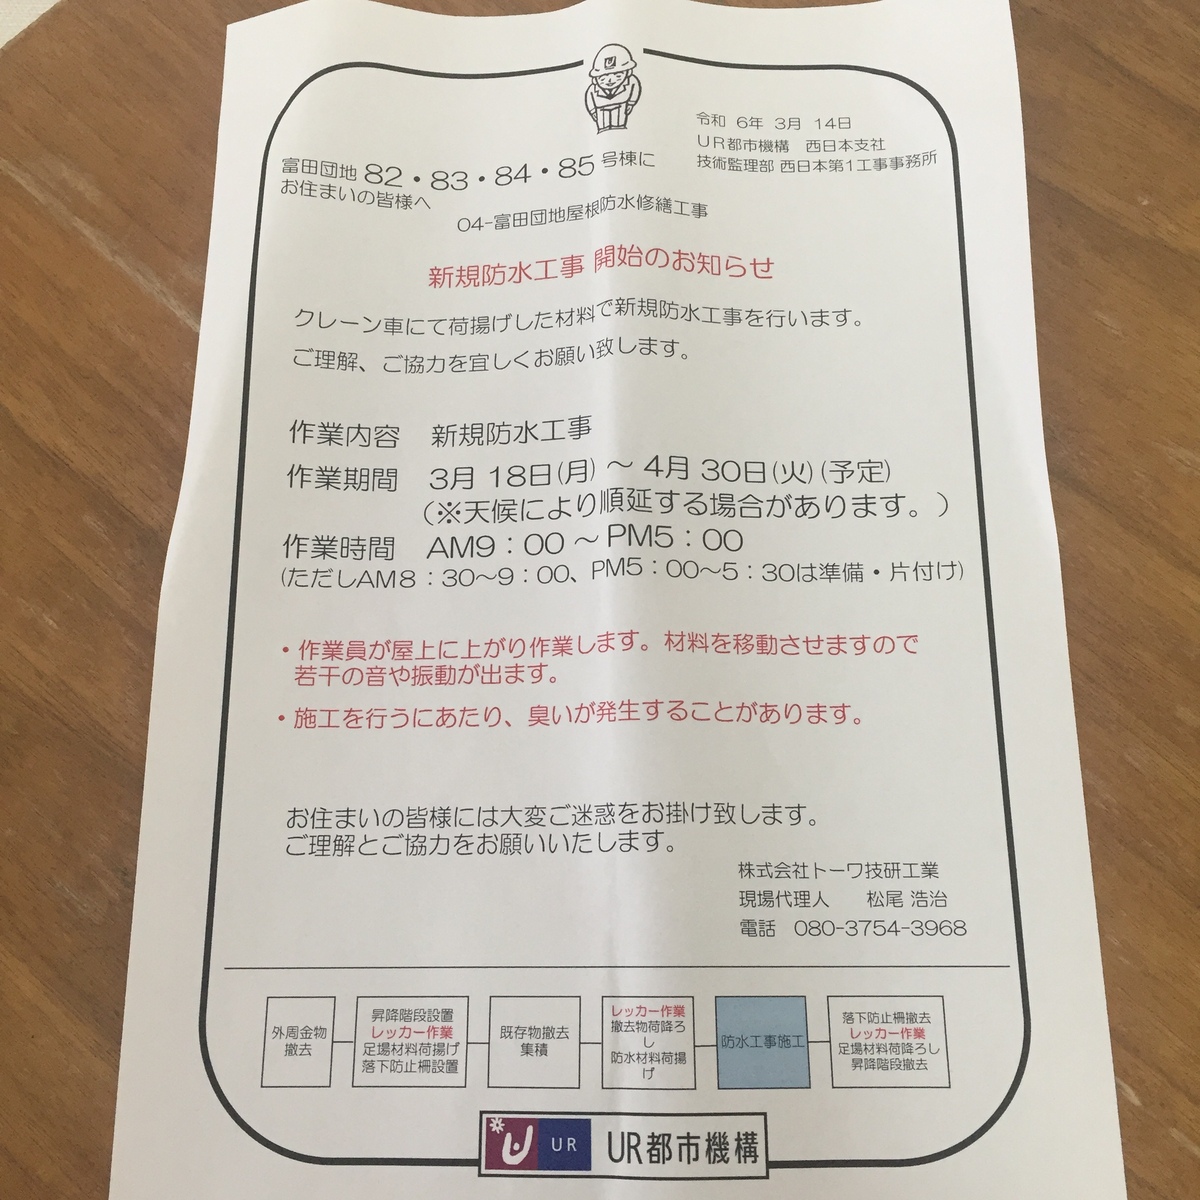 令和 6年 3月 14日
UR都市機構 西日本支社
技術監理部 西日本第1工事事務所
富田団地 82・83・84・85 号棟に
お住まいの皆様へ
04-富田団地屋根防水修繕工事
新規防水工事 開始のお知らせ
クレーン車にて荷揚げした材料で新規防水工事を行います。
ご理解、ご協力を宜しくお願い致します。
作業内容 新規防水工事
作業期間 3月 18日(月) ～ 4月 30日(火) (予定)
(※天候により順延する場合があります。)
作業時間 AM9：00 ～ PM5：00
(ただしAM8：30～9：00、PM5：00～5：30は準備・片付け)
・作業員が屋上に上がり作業します。材料を移動させますので
若干の音や振動が出ます。
・施工を行うにあたり、臭いが発生することがあります。
お住まいの皆様には大変ご迷惑をお掛け致します。
ご理解とご協力をお願いいたします。
株式会社トーワ技研工業
現場代理人 松尾 浩治
電話 080-3754-3968
外周金物
撤去
昇降階段設置
レッカー作業
足場材料荷揚げ
落下防止柵設置
既存物撤去
集積
レッカー作業
撤去物荷降ろ
し
防水材料荷揚
げ
防水工事施工
落下防止柵撤去
レッカー作業
足場材料荷降ろし
昇降階段撤去
UR UR都市機構